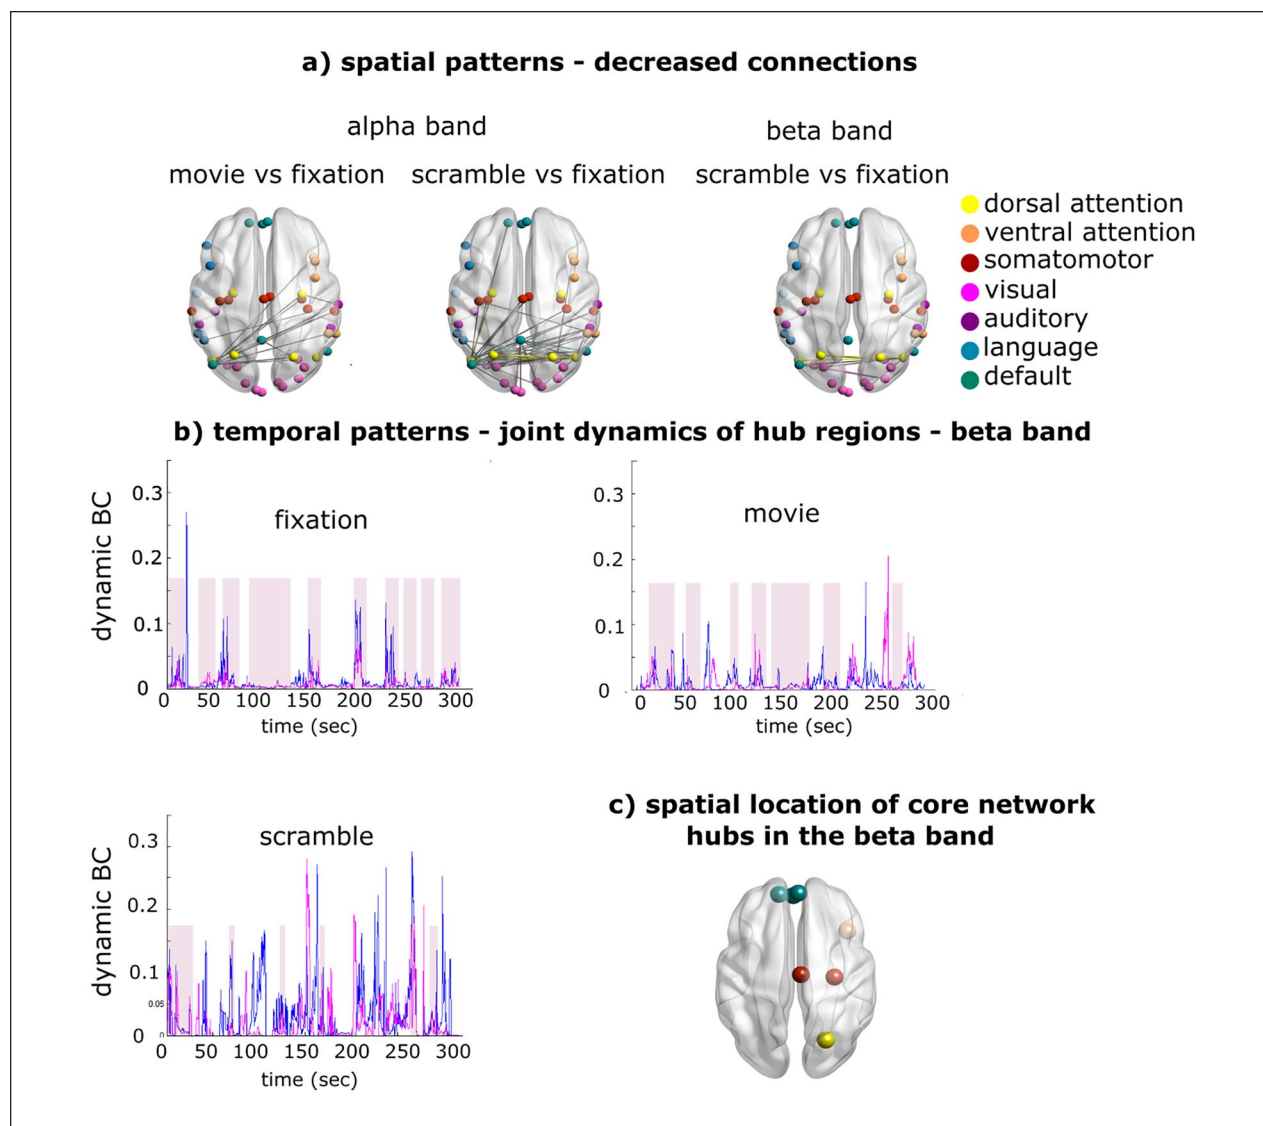 a) spatial patterns - decreased connections
alpha band
beta band
movie vs fixation
scramble vs fixation
scramble vs fixation
dorsal attention
ventral attention
somatomotor
visual
auditory
language
default
b) temporal patterns - joint dynamics of hub regions - beta band
dynamic BC
0.3
0.2
0.1
0
fixation
0 50 100 150 200 250 300
time (sec)
0.3
0.2
0.1
0
movie
0 50 100 150 200 250 300
time (sec)
dynamic BC
0.3
0.2
0.1
0.05
0
0
scramble
0 50 100 150 200 250 300
time (sec)
c) spatial location of core network
hubs in the beta band